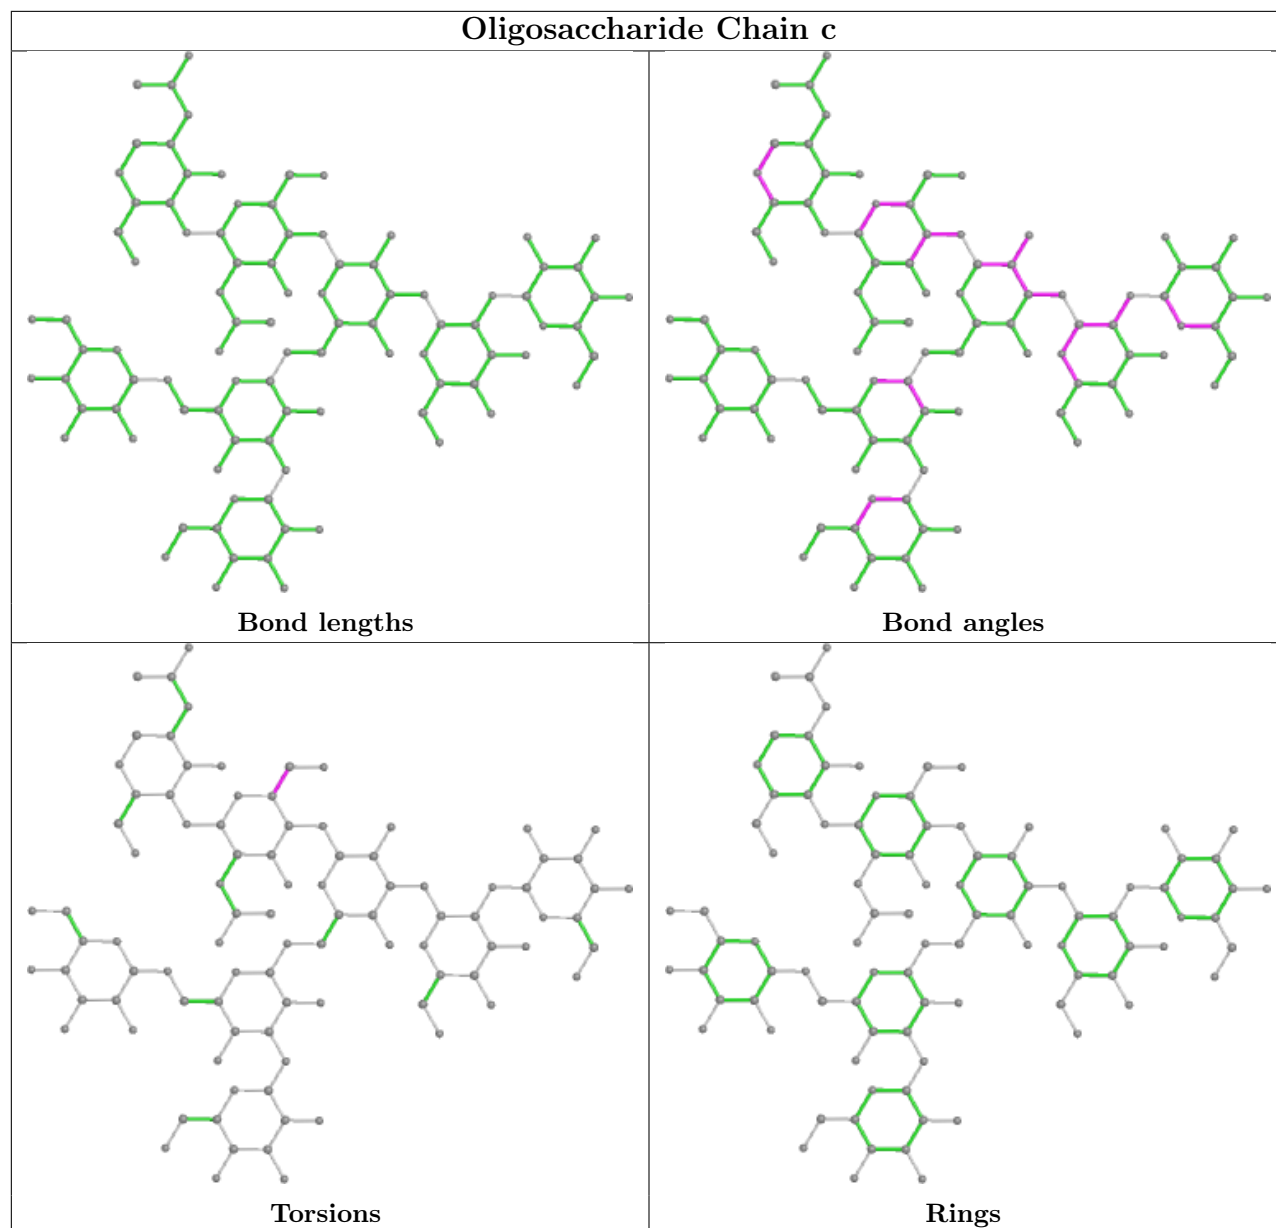 Oligosaccharide Chain c
Bond lengths
Bond angles
Torsions
Rings